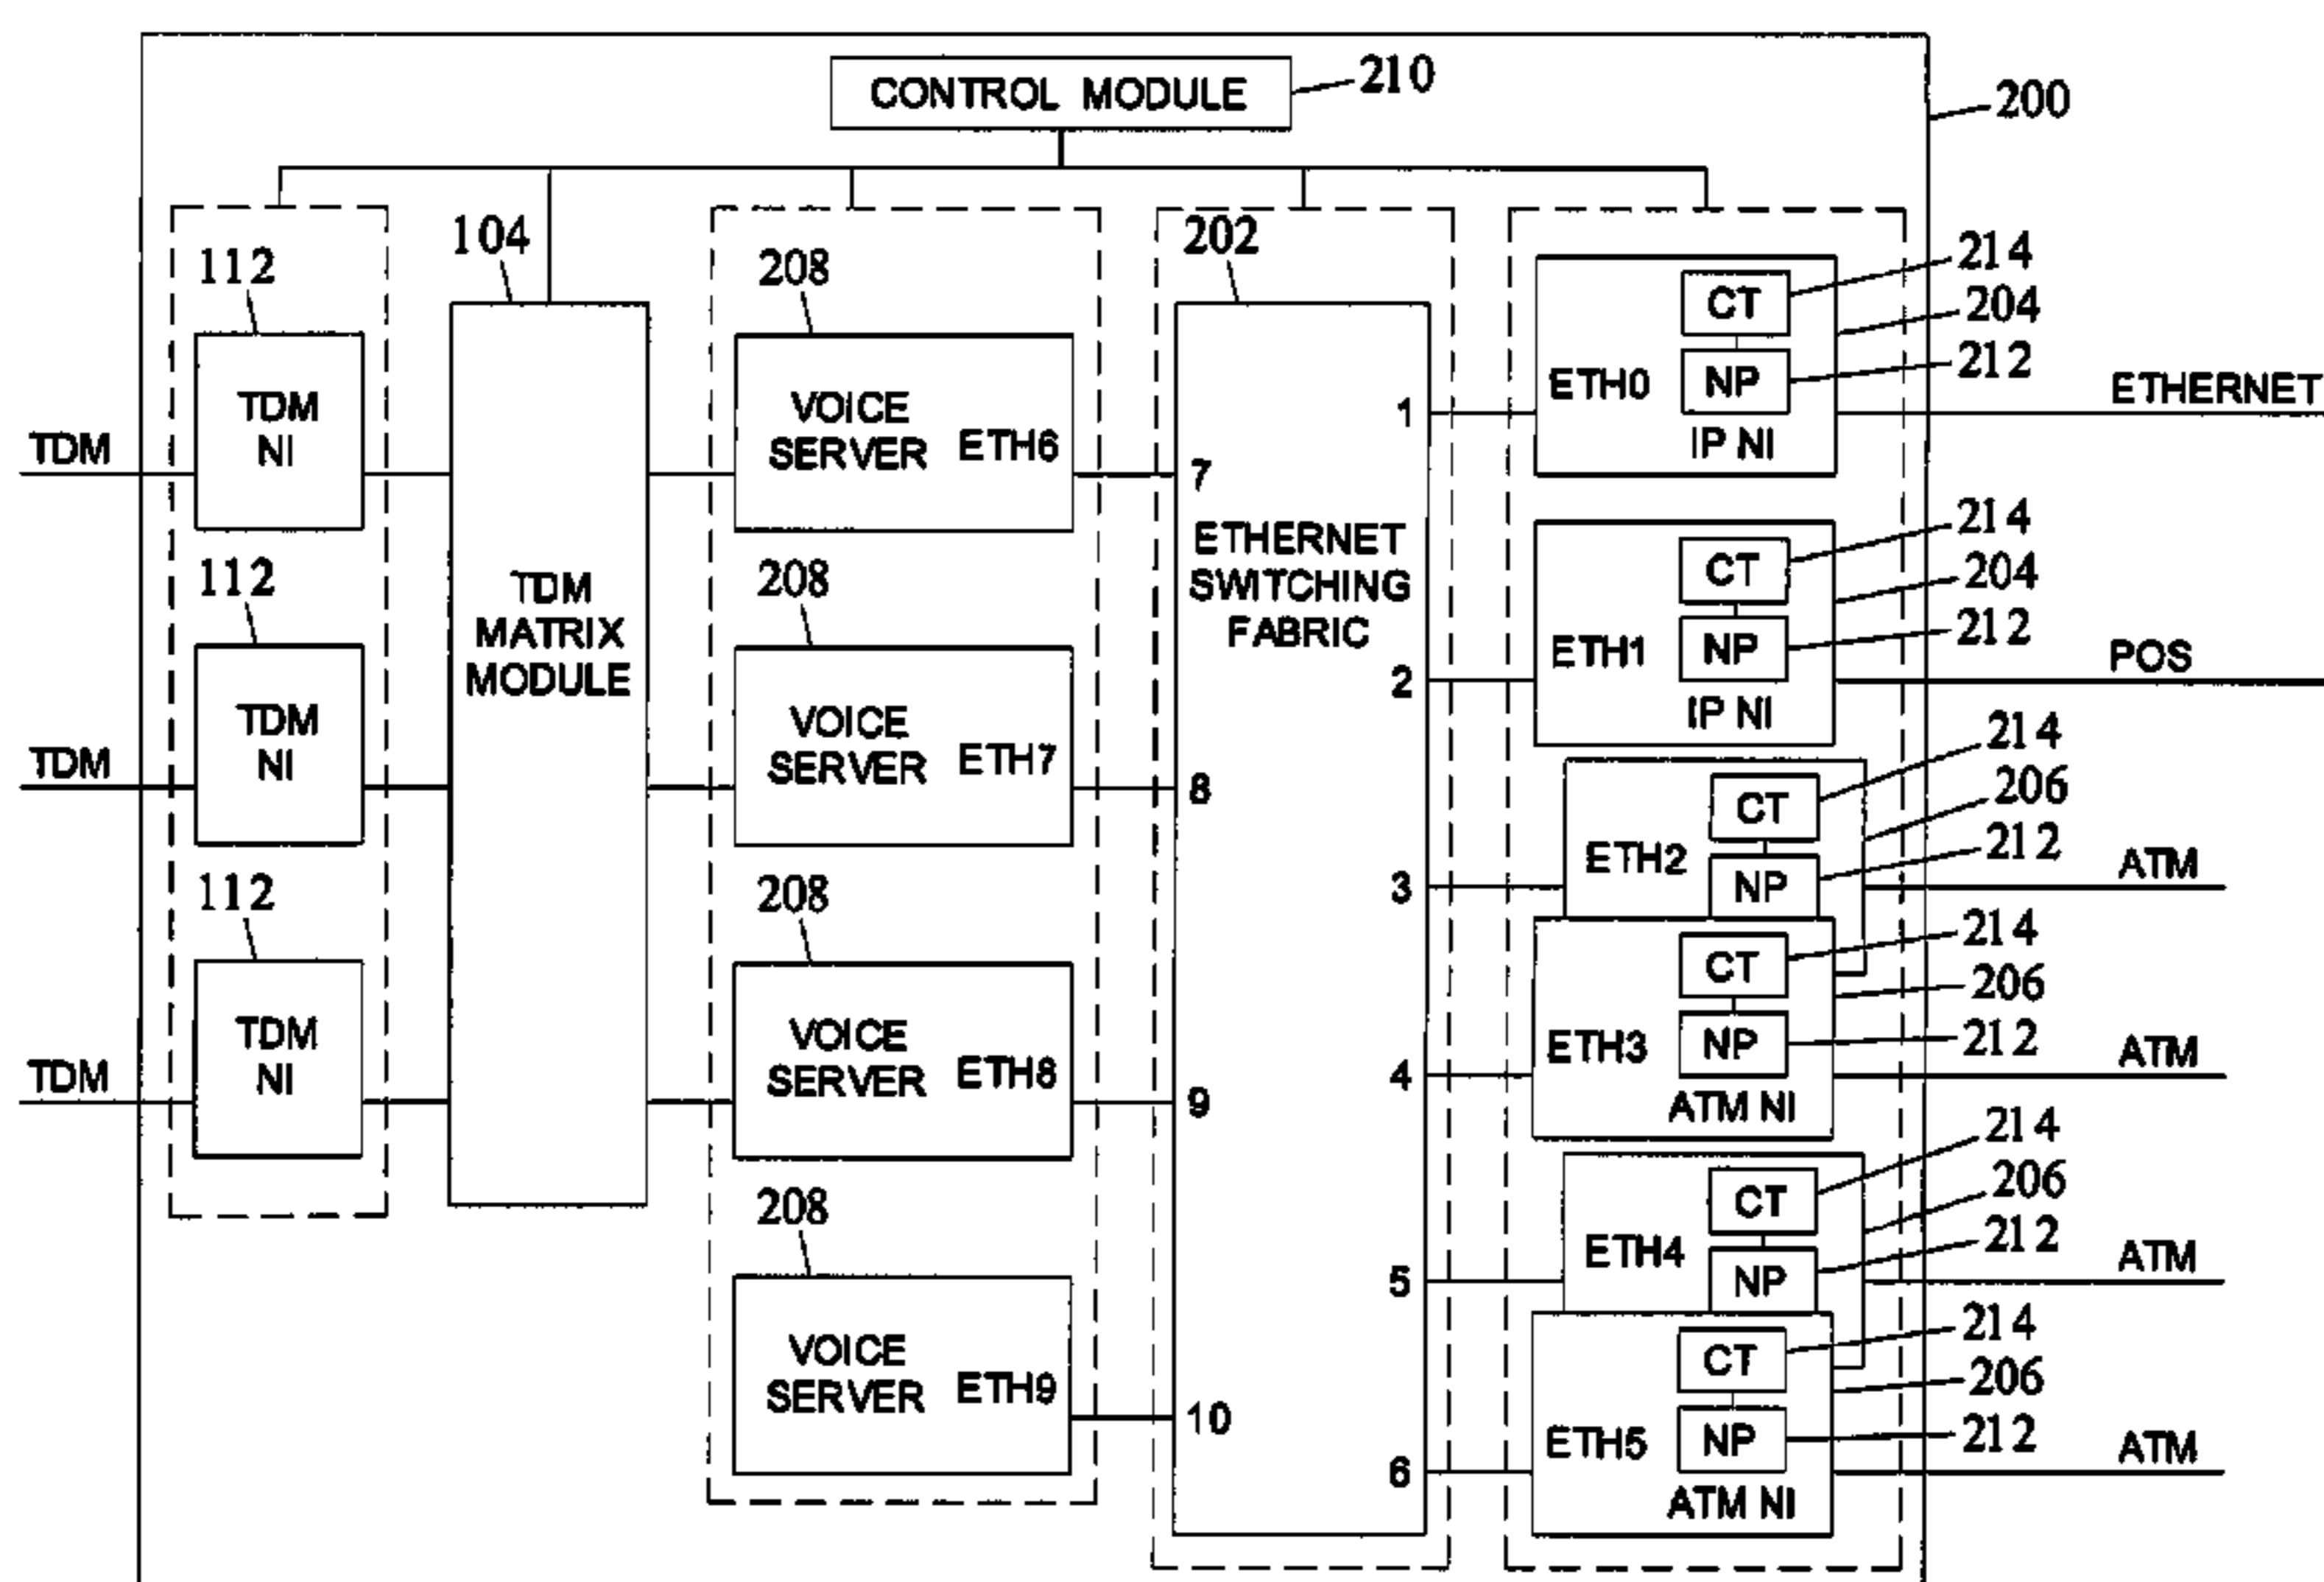 CONTROL MODULE
210
200
104
112
TDM
NI
TDM
112
TDM
NI
TDM
112
TDM
NI
TDM
TDM
MATRIX
MODULE
208
VOICE
SERVER
ETH6
208
VOICE
SERVER
ETH7
208
VOICE
SERVER
ETH8
208
VOICE
SERVER
ETH9
202
7
ETHERNET
SWITCHING
FABRIC
8
9
10
1
2
3
4
5
6
CT
214
204
ETH0
NP
212
IP NI
ETHERNET
CT
214
204
ETH1
NP
212
IP NI
POS
CT
214
206
ETH2
NP
212
ATM
CT
214
206
ETH3
NP
212
ATM NI
ATM
CT
214
206
ETH4
NP
212
ATM
CT
214
206
ETH5
NP
212
ATM NI
ATM